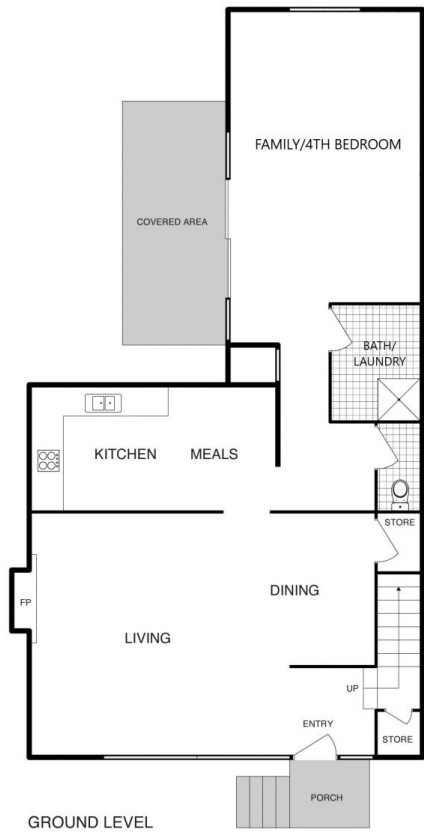 FAMILY/4TH BEDROOM
COVERED AREA
BATH/
LAUNDRY
KITCHEN
MEALS
STORE
DINING
FP
LIVING
UP
ENTRY
STORE
PORCH
GROUND LEVEL